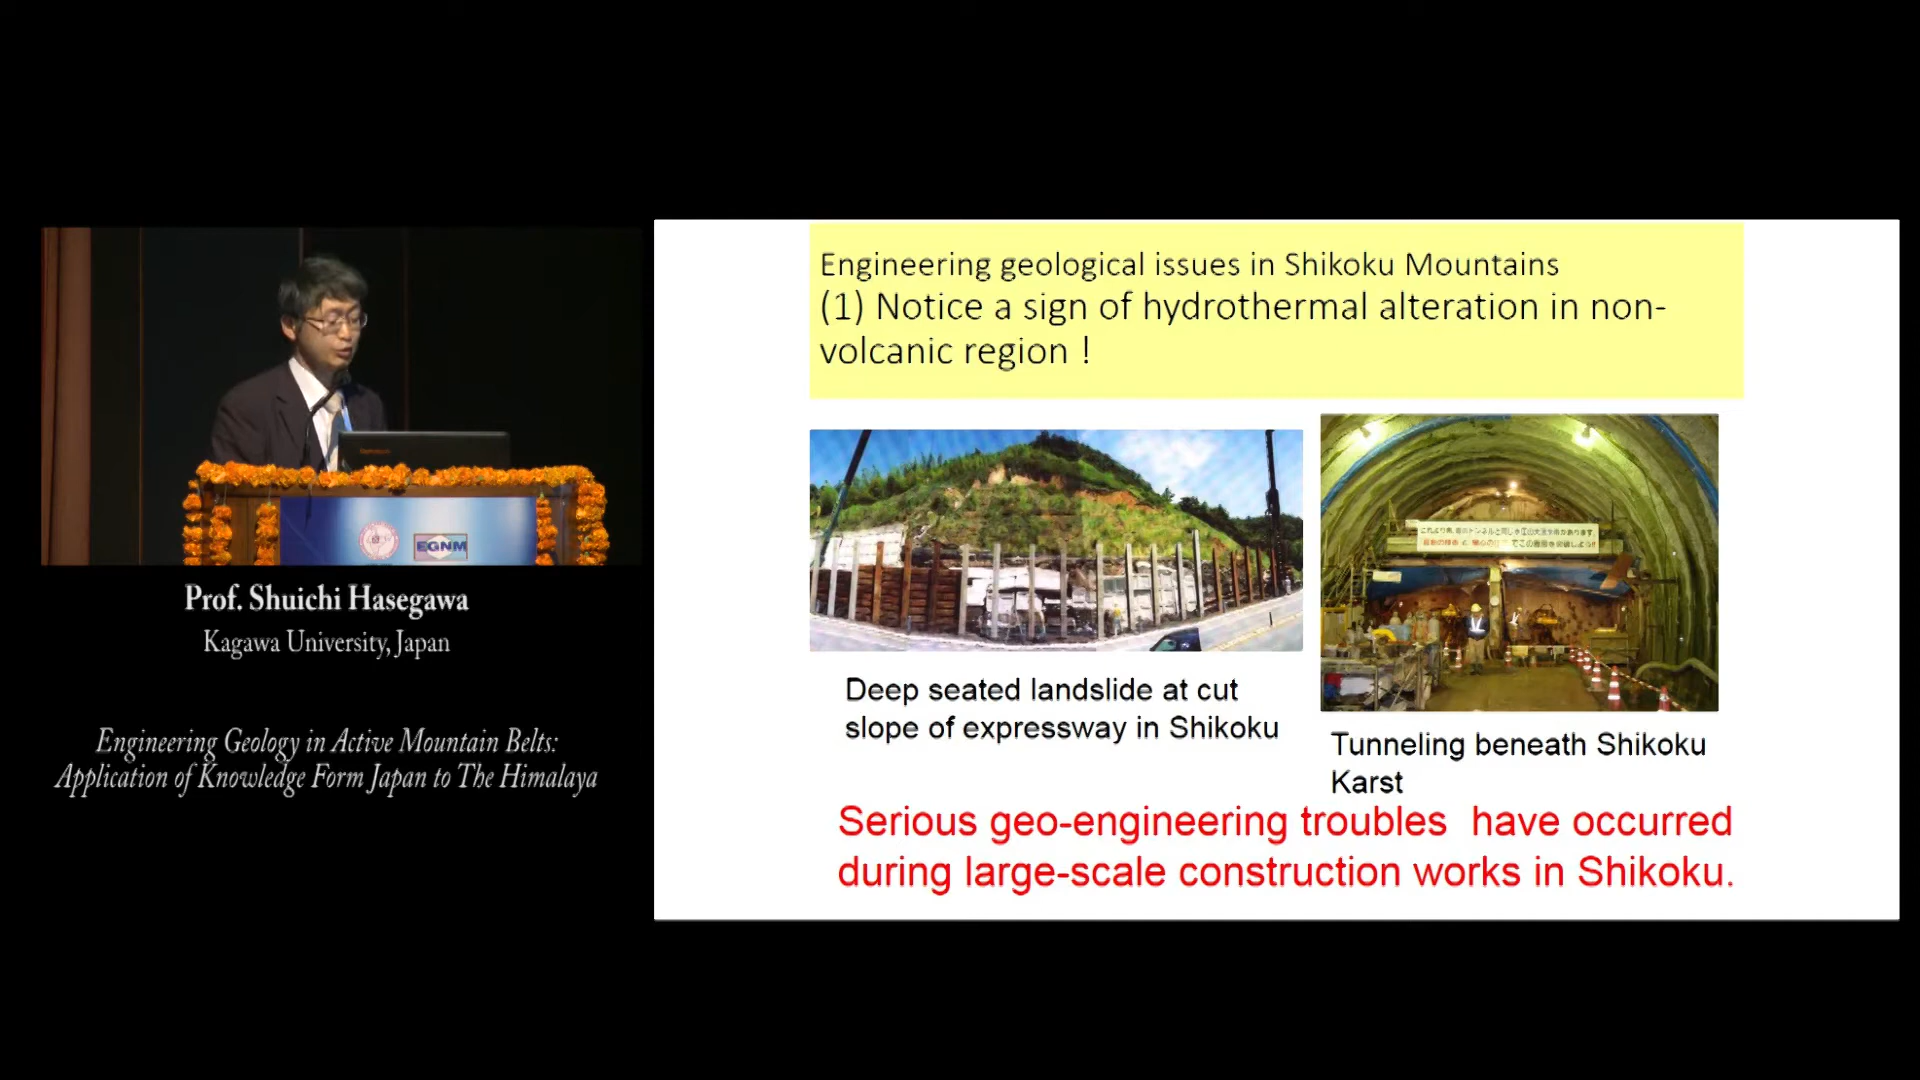 Engineering geological issues in Shikoku Mountains
(1) Notice a sign of hydrothermal alteration in non-
volcanic region !
EGNM
Deep seated landslide at cut
slope of expressway in Shikoku
Tunneling beneath Shikoku
Karst
Serious geo-engineering troubles have occurred
during large-scale construction works in Shikoku.
Prof. Shuichi Hasegawa
Kagawa University, Japan
Engineering Geology in Active Mountain Belts:
Application of Knowledge Form Japan to The Himalaya